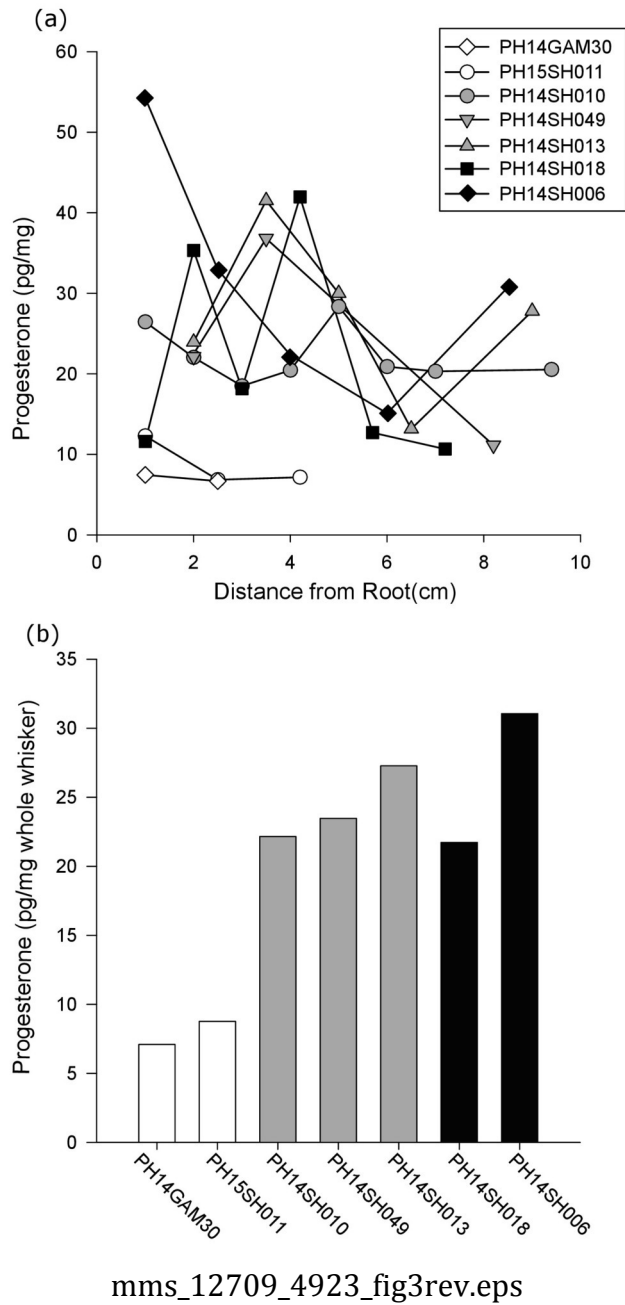 (a)
60
50
40
30
20
10
0
Progesterone (pg/mg)
PH14GAM30
PH15SH011
PH14SH010
PH14SH049
PH14SH013
PH14SH018
PH14SH006
0 2 4 6 8 10
Distance from Root(cm)
(b)
35
30
25
20
15
10
5
0
Progesterone (pg/mg whole whisker)
PH14GAM30
PH15SH011
PH14SH010
PH14SH049
PH14SH013
PH14SH018
PH14SH006
mms_12709_4923_fig3rev.eps